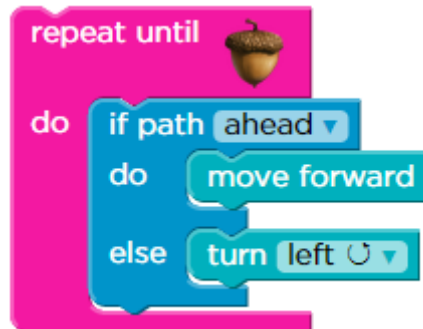 repeat until
do if path ahead
do move forward
else turn left